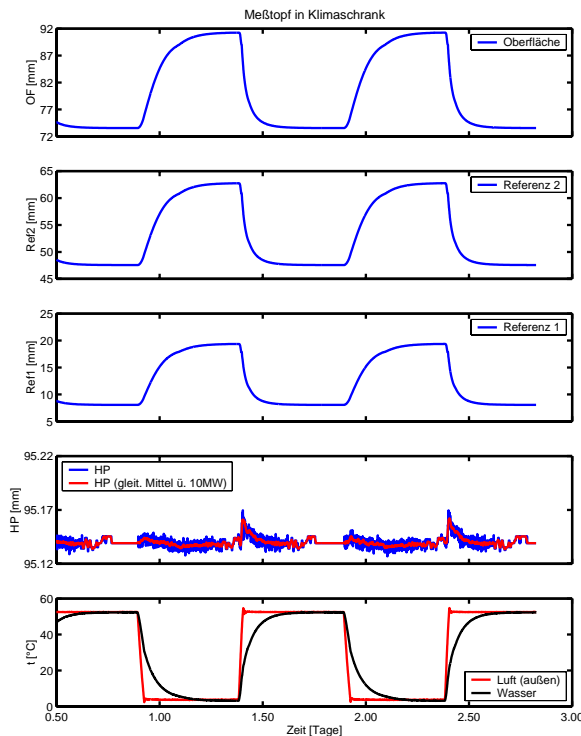 Meßtopf in Klimaschrank
92
87
82
77
72
OF [mm]
Oberfläche
65
60
55
50
45
Ref2 [mm]
Referenz 2
25
20
15
10
5
Ref1 [mm]
Referenz 1
95.22
95.17
95.12
HP [mm]
HP
HP (gleit. Mittel ü. 10MW)
60
40
20
0
t [°C]
Luft (außen)
Wasser
0.50 1.00 1.50 2.00 2.50 3.00
Zeit [Tage]